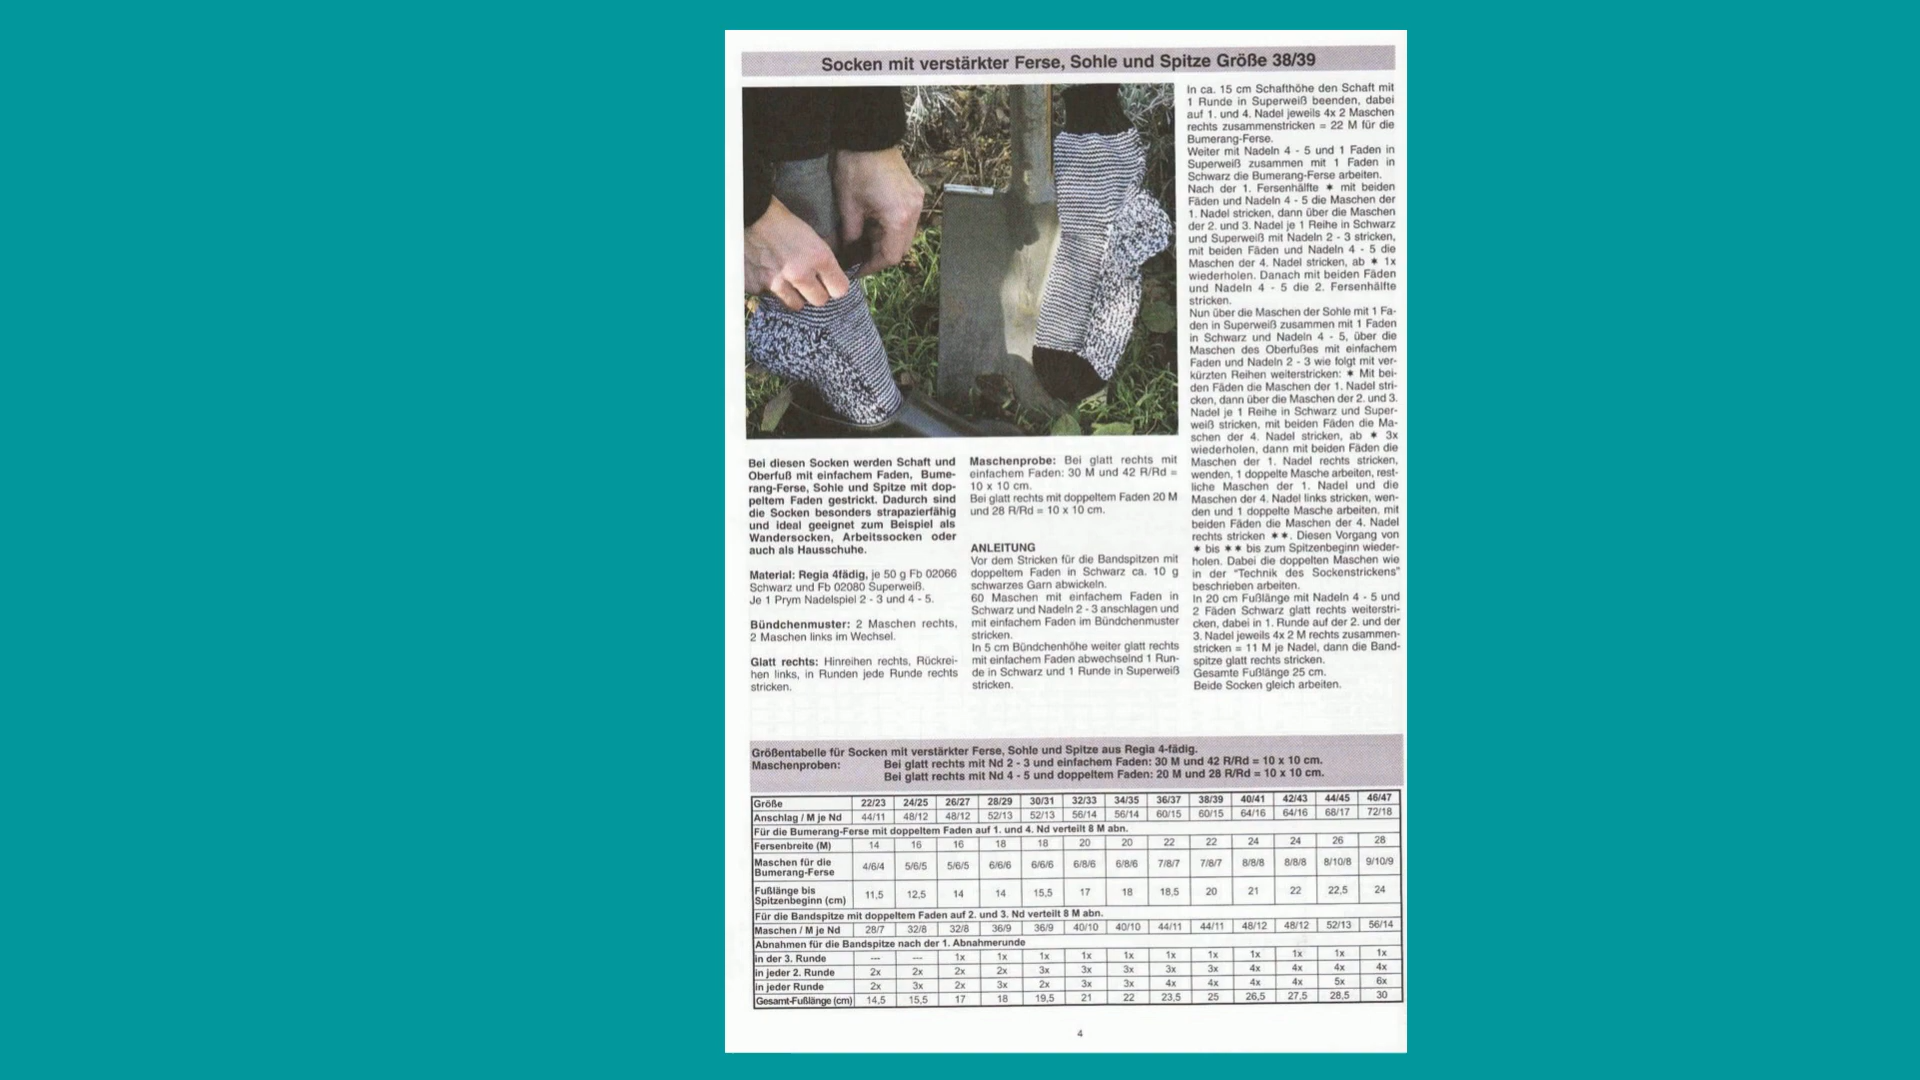 Socken mit verstärkter Ferse, Sohle und Spitze Größe 38/39
Bei diesen Socken werden Schaft und
Oberfuß mit einfachem Faden, Bume-
rang-Ferse, Sohle und Spitze mit dop-
peltem Faden gestrickt. Dadurch sind
die Socken besonders strapazierfähig
und ideal geeignet zum Beispiel als
Wandersocken, Arbeitssocken oder
auch als Hausschuhe.
Material: Regia 4fädig, je 50 g Fb 02066
Schwarz und Fb 02080 Superweiß.
Je 1 Prym Nadelspiel 2 - 3 und 4 - 5.
Bündchenmuster: 2 Maschen rechts,
2 Maschen links im Wechsel.
Glatt rechts: Hinreihen rechts, Rückrei-
hen links, in Runden jede Runde rechts
stricken.
Maschenprobe: Bei glatt rechts mit
einfachem Faden: 30 M und 42 R/Rd =
10 x 10 cm.
Bei glatt rechts mit doppeltem Faden 20 M
und 28 R/Rd = 10 x 10 cm.
ANLEITUNG
Vor dem Stricken für die Bandspitzen mit
doppeltem Faden in Schwarz ca. 10 g
schwarzes Garn abwickeln.
60 Maschen mit einfachem Faden in
Schwarz und Nadeln 2 - 3 anschlagen und
mit einfachem Faden im Bündchenmuster
stricken.
In 5 cm Bündchenhöhe weiter glatt rechts
mit einfachem Faden abwechselnd 1 Run-
de in Schwarz und 1 Runde in Superweiß
stricken.
In ca. 15 cm Schafthöhe den Schaft mit
1 Runde in Superweiß beenden, dabei
auf 1. und 4. Nadel jeweils 4x 2 Maschen
rechts zusammenstricken = 22 M für die
Bumerang-Ferse.
Weiter mit Nadeln 4 - 5 und 1 Faden in
Superweiß zusammen mit 1 Faden in
Schwarz die Bumerang-Ferse arbeiten.
Nach der 1. Fersenhälfte ∗ mit beiden
Fäden und Nadeln 4 - 5 die Maschen der
1. Nadel stricken, dann über die Maschen
der 2. und 3. Nadel je 1 Reihe in Schwarz
und Superweiß mit Nadeln 2 - 3 stricken,
mit beiden Fäden und Nadeln 4 - 5 die
Maschen der 4. Nadel stricken, ab ∗ 1x
wiederholen. Danach mit beiden Fäden
und Nadeln 4 - 5 die 2. Fersenhälfte
stricken.
Nun über die Maschen der Sohle mit 1 Fa-
den in Superweiß zusammen mit 1 Faden
in Schwarz und Nadeln 4 - 5, über die
Maschen des Oberfußes mit einfachem
Faden und Nadeln 2 - 3 wie folgt mit ver-
kürzten Reihen weiterstricken: ∗ Mit bei-
den Fäden die Maschen der 1. Nadel stri-
cken, dann über die Maschen der 2. und 3.
Nadel je 1 Reihe in Schwarz und Super-
weiß stricken, mit beiden Fäden die Ma-
schen der 4. Nadel stricken, ab ∗ 3x
wiederholen, dann mit beiden Fäden die
Maschen der 1. Nadel rechts stricken,
wenden, 1 doppelte Masche arbeiten, rest-
liche Maschen der 1. Nadel und die
Maschen der 4. Nadel links stricken, wen-
den und 1 doppelte Masche arbeiten, mit
beiden Fäden die Maschen der 4. Nadel
rechts stricken ∗∗. Diesen Vorgang von
∗ bis ∗∗ bis zum Spitzenbeginn wieder-
holen. Dabei die doppelten Maschen wie
in der "Technik des Sockenstrickens"
beschrieben arbeiten.
In 20 cm Fußlänge mit Nadeln 4 - 5 und
2 Fäden Schwarz glatt rechts weiterstri-
cken, dabei in 1. Runde auf der 2. und der
3. Nadel jeweils 4x 2 M rechts zusammen-
stricken = 11 M je Nadel, dann die Band-
spitze glatt rechts stricken.
Gesamte Fußlänge 25 cm.
Beide Socken gleich arbeiten.
Größentabelle für Socken mit verstärkter Ferse, Sohle und Spitze aus Regia 4-fädig.
Maschenproben: Bei glatt rechts mit Nd 2 - 3 und einfachem Faden: 30 M und 42 R/Rd = 10 x 10 cm.
Bei glatt rechts mit Nd 4 - 5 und doppeltem Faden: 20 M und 28 R/Rd = 10 x 10 cm.
Größe 22/23 24/25 26/27 28/29 30/31 32/33 34/35 36/37 38/39 40/41 42/43 44/45 46/47
Anschlag / M je Nd 44/11 48/12 48/12 52/13 52/13 56/14 56/14 60/15 60/15 64/16 64/16 68/17 72/18
Für die Bumerang-Ferse mit doppeltem Faden auf 1. und 4. Nd verteilt 8 M abn.
Fersenbreite (M) 14 16 16 18 18 20 20 22 22 24 24 26 28
Maschen für die
Bumerang-Ferse 4/6/4 5/6/5 5/6/5 6/6/6 6/6/6 6/8/6 6/8/6 7/8/7 7/8/7 8/8/8 8/8/8 8/10/8 9/10/9
Fußlänge bis
Spitzenbeginn (cm) 11,5 12,5 14 14 15,5 17 18 18,5 20 21 22 22,5 24
Für die Bandspitze mit doppeltem Faden auf 2. und 3. Nd verteilt 8 M abn.
Maschen / M je Nd 28/7 32/8 32/8 36/9 36/9 40/10 40/10 44/11 44/11 48/12 48/12 52/13 56/14
Abnahmen für die Bandspitze nach der 1. Abnahmerunde
in der 3. Runde --- --- 1x 1x 1x 1x 1x 1x 1x 1x 1x 1x 1x
in jeder 2. Runde 2x 2x 2x 2x 3x 3x 3x 3x 3x 4x 4x 4x 4x
in jeder Runde 2x 3x 2x 3x 2x 3x 3x 4x 4x 4x 4x 5x 6x
Gesamt-Fußlänge (cm) 14,5 15,5 17 18 19,5 21 22 23,5 25 26,5 27,5 28,5 30
4